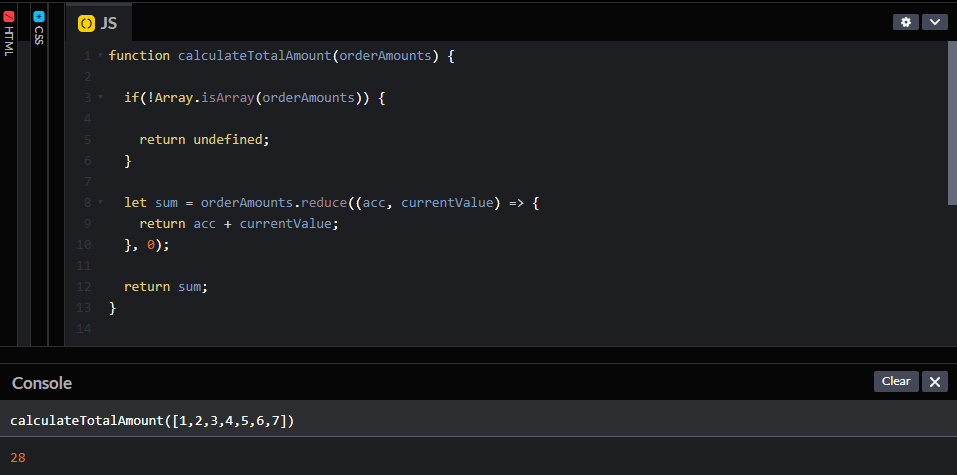 HTML
CSS
JS
1 function calculateTotalAmount(orderAmounts) {
2
3 if(!Array.isArray(orderAmounts)) {
4
5 return undefined;
6 }
7
8 let sum = orderAmounts.reduce((acc, currentValue) => {
9 return acc + currentValue;
10 }, 0);
11
12 return sum;
13 }
14
Console
Clear
calculateTotalAmount([1,2,3,4,5,6,7])
28